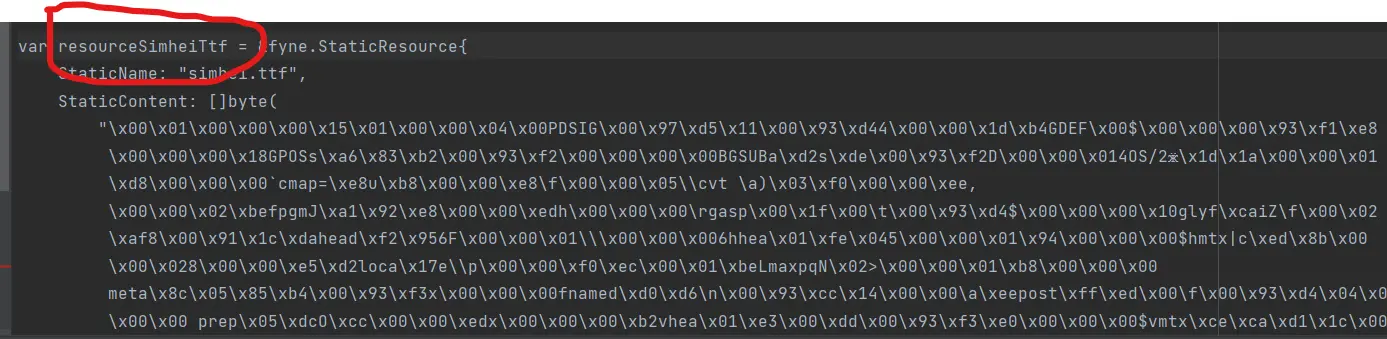 var resourceSimheiTtf = &fyne.StaticResource{
StaticName: "simhei.ttf",
StaticContent: []byte(
"\x00\x01\x00\x00\x00\x15\x01\x00\x00\x04\x00PDSIG\x00\x97\xd5\x11\x00\x93\xd44\x00\x00\x1d\xb4GDEF\x00$\x00\x00\x00\x93\xf1\xe8
\x00\x00\x00\x18GPOSs\xa6\x83\xb2\x00\x93\xf2\x00\x00\x00\x00BGSUBa\xd2s\xde\x00\x93\xf2D\x00\x00\x014OS/2\x1d\x1a\x00\x00\x01
\xd8\x00\x00\x00`cmap=\xe8u\xb8\x00\x00\xe8\f\x00\x00\x05\\cvt \a)\x03\xf0\x00\x00\xee,
\x00\x00\x02\xbefpgmJ\xa1\x92\xe8\x00\x00\xedh\x00\x00\x00\rgasp\x00\x1f\x00\t\x00\x93\xd4$\x00\x00\x00\x10glyf\xcaiZ\f\x00\x02
\xaf8\x00\x91\x1c\xdahead\xf2\x956F\x00\x00\x01\\\x00\x00\x006hhea\x01\xfe\x045\x00\x00\x01\x94\x00\x00\x00$hmtx|c\xed\x8b\x00
\x00\x028\x00\x00\xe5\xd2loca\x17e\\p\x00\x00\xf0\xec\x00\x01\xbeLmaxpqN\x02>\x00\x00\x01\xb8\x00\x00\x00
meta\x8c\x05\x85\xb4\x00\x93\xf3x\x00\x00\x00fnamed\xd0\xd6\n\x00\x93\xcc\x14\x00\x00\a\xeepost\xff\xed\x00\f\x00\x93\xd4\x04\x0
\x00\x00 prep\x05\xdcO\xcc\x00\x00\xedx\x00\x00\x00\xb2vhea\x01\xe3\x00\xdd\x00\x93\xf3\xe0\x00\x00\x00$vmtx\xce\xca\xd1\x1c\x00